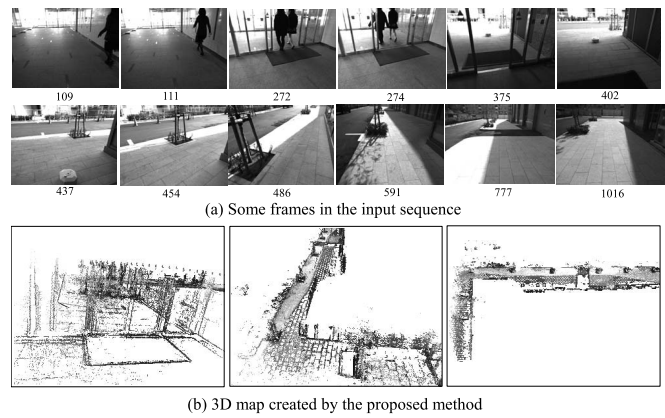 109 111 272 274 375 402
437 454 486 591 777 1016
(a) Some frames in the input sequence
(b) 3D map created by the proposed method